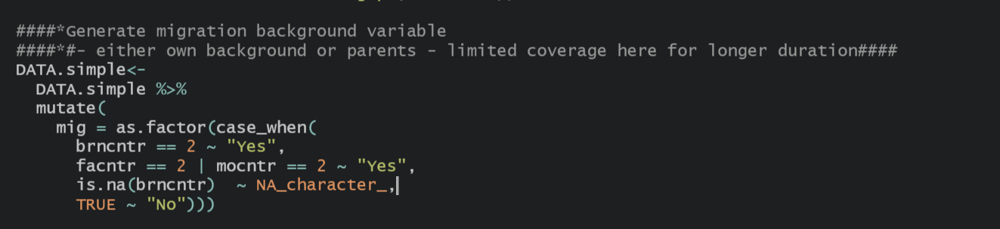 ####*Generate migration background variable
####*#- either own background or parents - limited coverage here for longer duration####
DATA.simple<-
  DATA.simple %>%
  mutate(
    mig = as.factor(case_when(
      brncntr == 2 ~ "Yes",
      facntr == 2 | mocntr == 2 ~ "Yes",
      is.na(brncntr)  ~ NA_character_,
      TRUE ~ "No")))